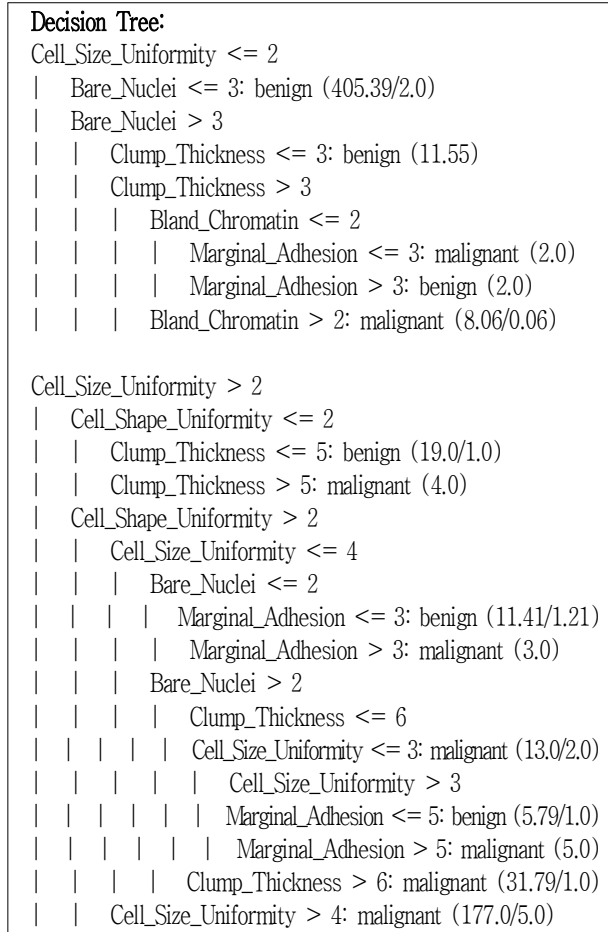 Decision Tree:
Cell_Size_Uniformity <= 2
|   Bare_Nuclei <= 3: benign (405.39/2.0)
|   Bare_Nuclei > 3
|   |   Clump_Thickness <= 3: benign (11.55)
|   |   Clump_Thickness > 3
|   |   |   Bland_Chromatin <= 2
|   |   |   |   Marginal_Adhesion <= 3: malignant (2.0)
|   |   |   |   Marginal_Adhesion > 3: benign (2.0)
|   |   |   Bland_Chromatin > 2: malignant (8.06/0.06)

Cell_Size_Uniformity > 2
|   Cell_Shape_Uniformity <= 2
|   |   Clump_Thickness <= 5: benign (19.0/1.0)
|   |   Clump_Thickness > 5: malignant (4.0)
|   Cell_Shape_Uniformity > 2
|   |   Cell_Size_Uniformity <= 4
|   |   |   Bare_Nuclei <= 2
|   |   |   |   Marginal_Adhesion <= 3: benign (11.41/1.21)
|   |   |   |   Marginal_Adhesion > 3: malignant (3.0)
|   |   |   Bare_Nuclei > 2
|   |   |   |   Clump_Thickness <= 6
|   |   |   |   |   Cell_Size_Uniformity <= 3: malignant (13.0/2.0)
|   |   |   |   |   Cell_Size_Uniformity > 3
|   |   |   |   |   |   Marginal_Adhesion <= 5: benign (5.79/1.0)
|   |   |   |   |   |   Marginal_Adhesion > 5: malignant (5.0)
|   |   |   |   Clump_Thickness > 6: malignant (31.79/1.0)
|   |   Cell_Size_Uniformity > 4: malignant (177.0/5.0)